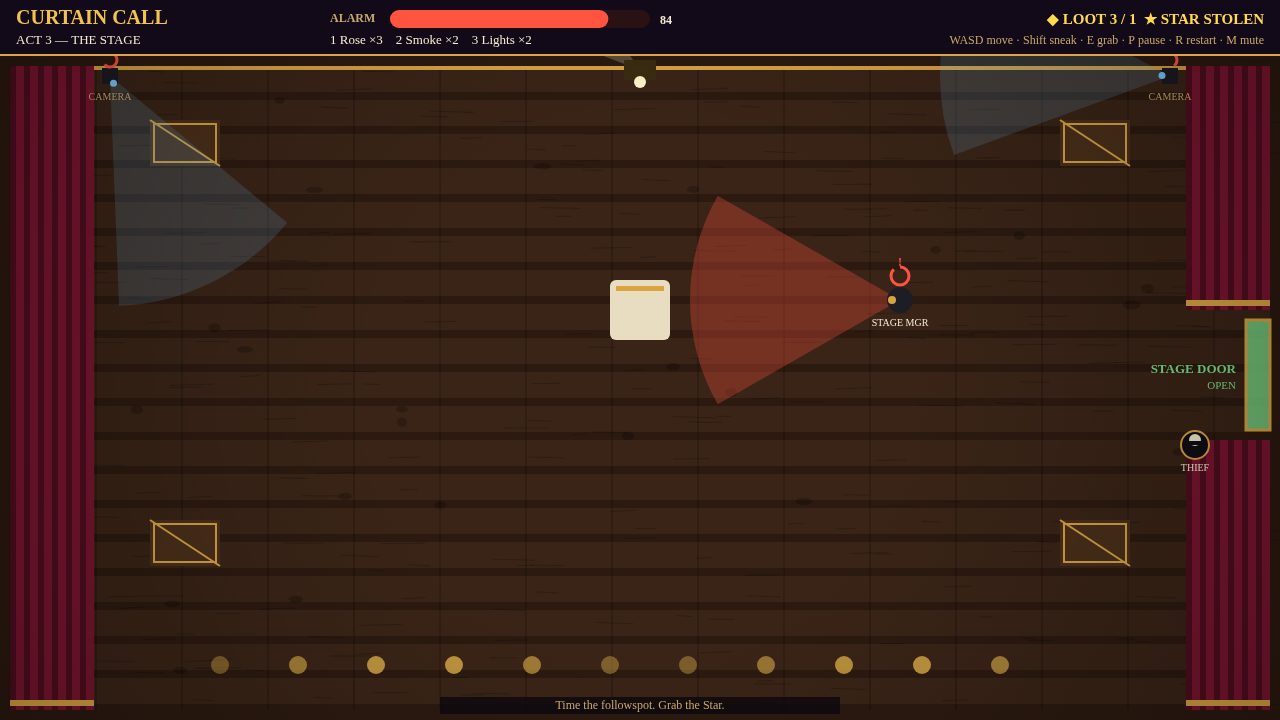 CURTAIN CALL
ACT 3 — THE STAGE
ALARM 84
1 Rose ×3 2 Smoke ×2 3 Lights ×2
◆ LOOT 3 / 1 ★ STAR STOLEN
WASD move · Shift sneak · E grab · P pause · R restart · M mute
CAMERA
CAMERA
!
STAGE MGR
STAGE DOOR
OPEN
THIEF
Time the followspot. Grab the Star.